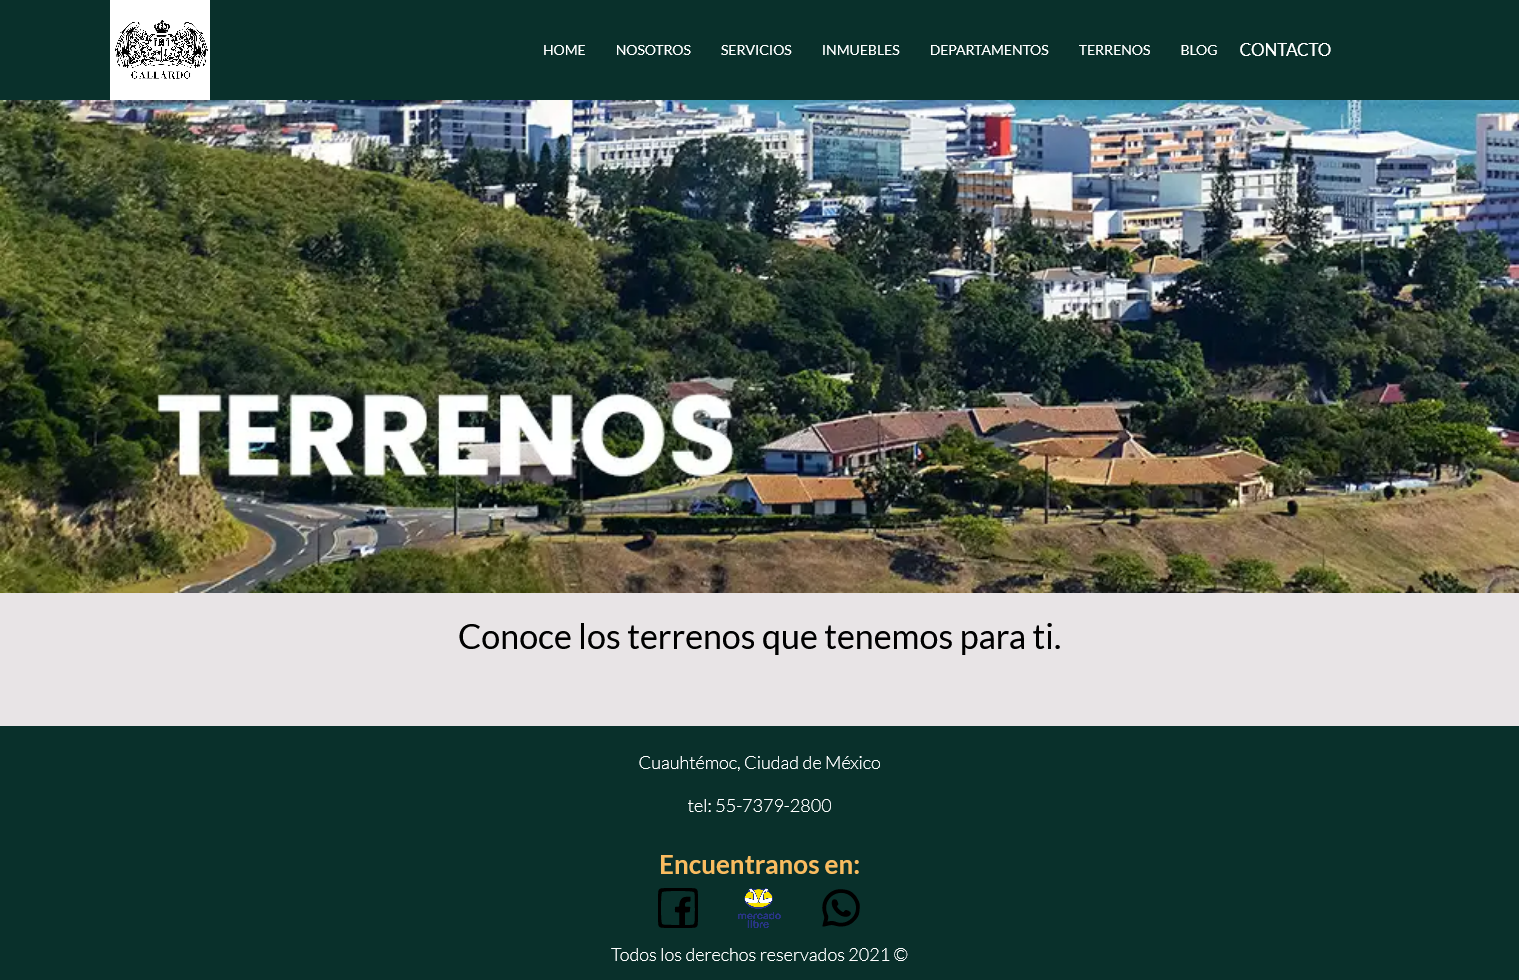 GALLARDO
HOME NOSOTROS SERVICIOS INMUEBLES DEPARTAMENTOS TERRENOS BLOG CONTACTO
TERRENOS
Conoce los terrenos que tenemos para ti.
Cuauhtémoc, Ciudad de México
tel: 55-7379-2800
Encuentranos en:
mercado
libre
Todos los derechos reservados 2021 ©